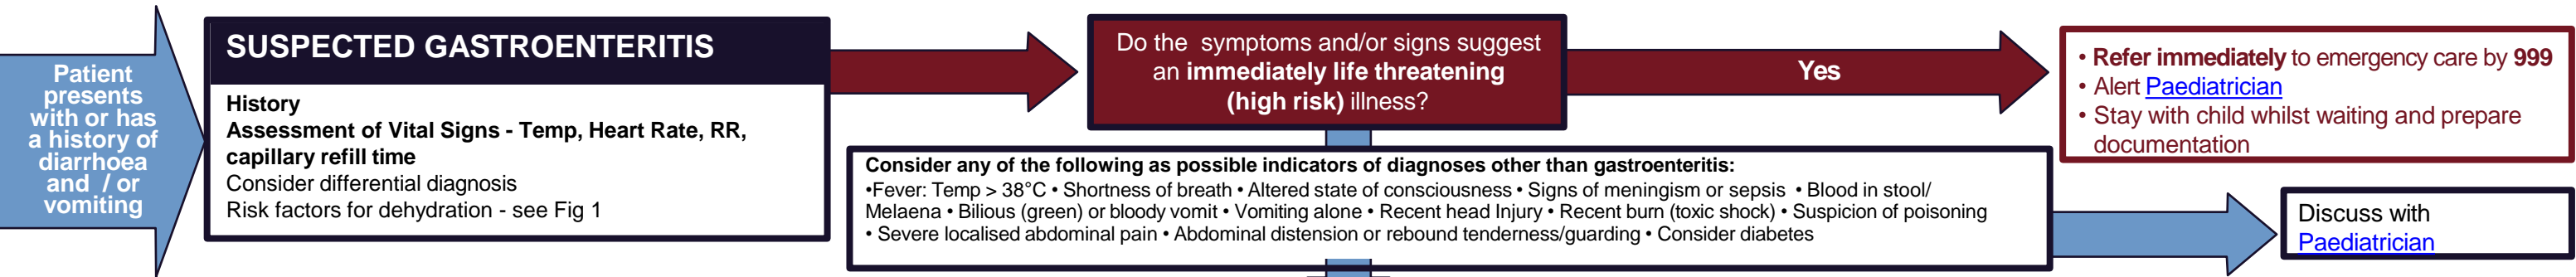 Patient
presents
with or has
a history of
diarrhoea
and / or
vomiting
SUSPECTED GASTROENTERITIS
History
Assessment of Vital Signs - Temp, Heart Rate, RR,
capillary refill time
Consider differential diagnosis
Risk factors for dehydration - see Fig 1
Do the symptoms and/or signs suggest
an immediately life threatening
(high risk) illness?
Yes
• Refer immediately to emergency care by 999
• Alert Paediatrician
• Stay with child whilst waiting and prepare
documentation
Consider any of the following as possible indicators of diagnoses other than gastroenteritis:
•Fever: Temp > 38°C • Shortness of breath • Altered state of consciousness • Signs of meningism or sepsis • Blood in stool/
Melaena • Bilious (green) or bloody vomit • Vomiting alone • Recent head Injury • Recent burn (toxic shock) • Suspicion of poisoning
• Severe localised abdominal pain • Abdominal distension or rebound tenderness/guarding • Consider diabetes
Discuss with
Paediatrician